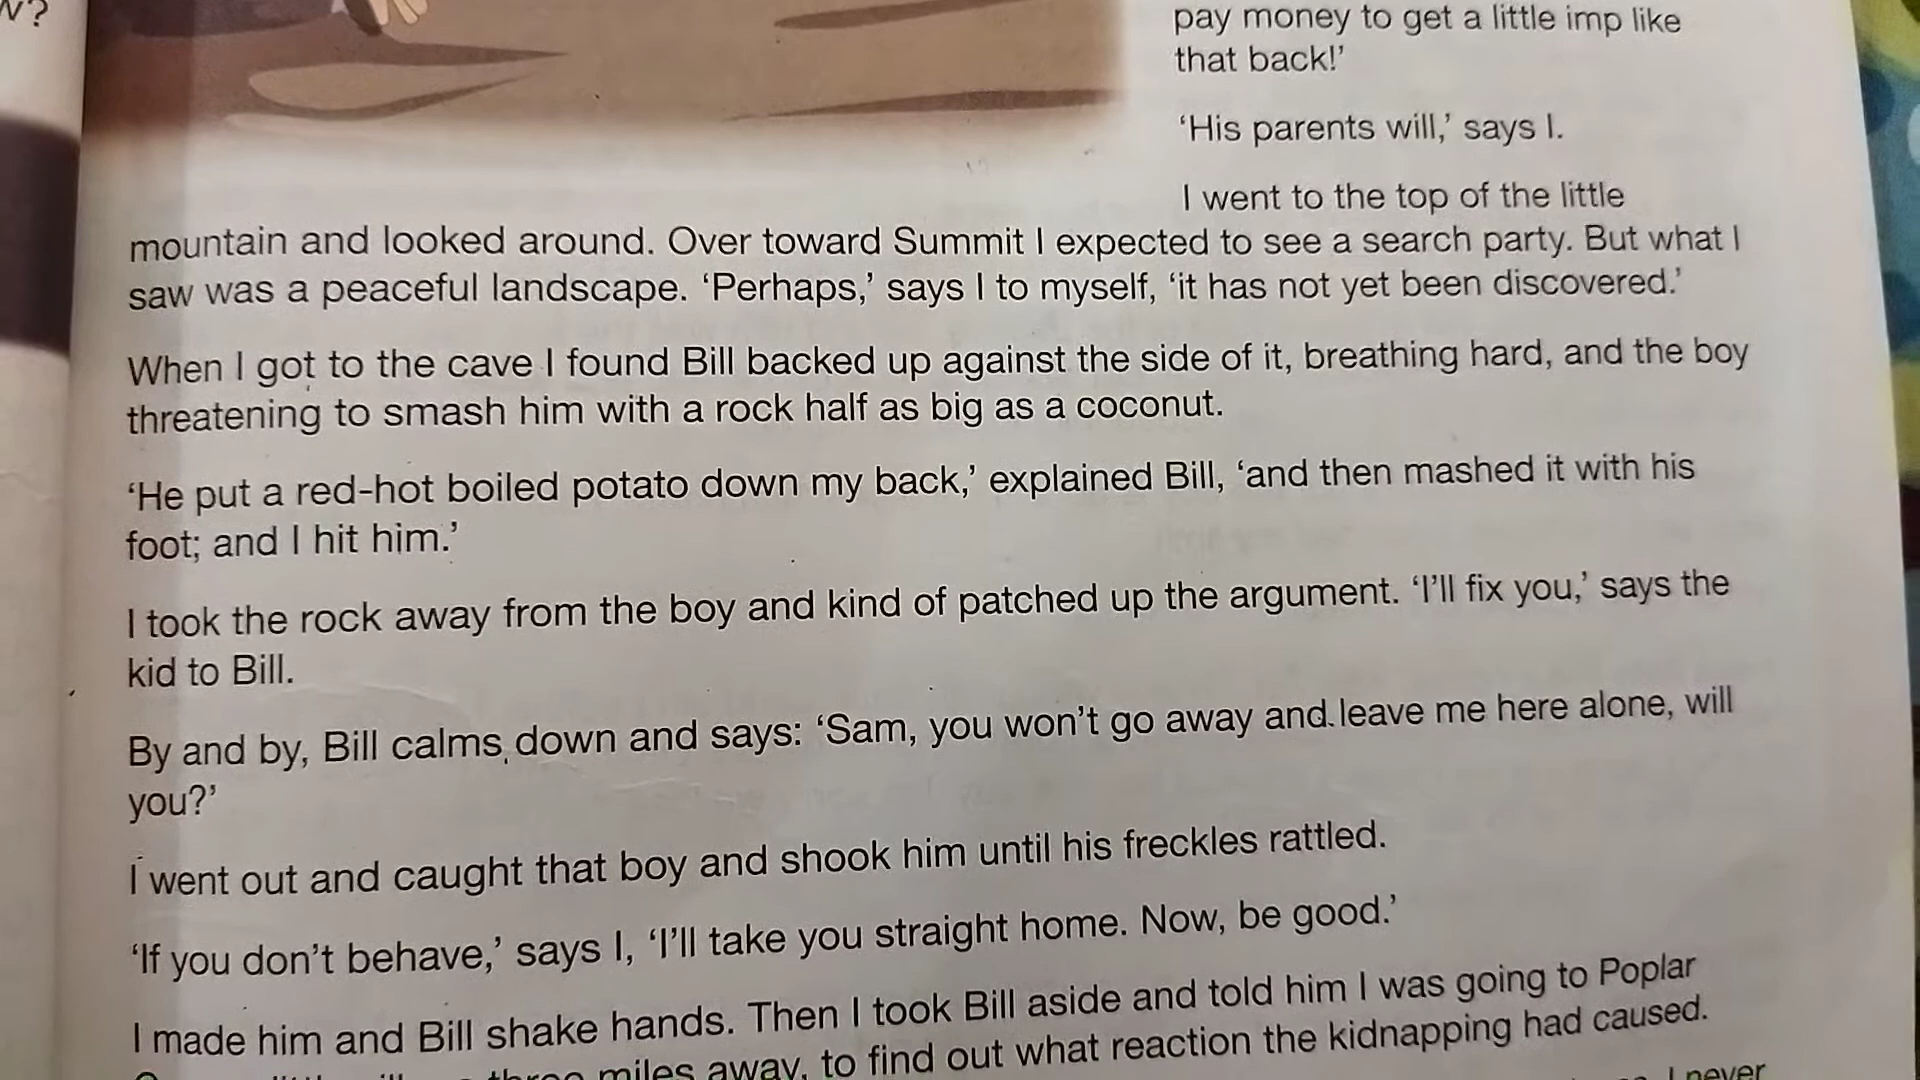 pay money to get a little imp like
that back!’
‘His parents will,’ says I.
I went to the top of the little
mountain and looked around. Over toward Summit I expected to see a search party. But what I
saw was a peaceful landscape. ‘Perhaps,’ says I to myself, ‘it has not yet been discovered.’
When I got to the cave I found Bill backed up against the side of it, breathing hard, and the boy
threatening to smash him with a rock half as big as a coconut.
‘He put a red-hot boiled potato down my back,’ explained Bill, ‘and then mashed it with his
foot; and I hit him.’
I took the rock away from the boy and kind of patched up the argument. ‘I’ll fix you,’ says the
kid to Bill.
By and by, Bill calms down and says: ‘Sam, you won’t go away and leave me here alone, will
you?’
I went out and caught that boy and shook him until his freckles rattled.
‘If you don’t behave,’ says I, ‘I’ll take you straight home. Now, be good.’
I made him and Bill shake hands. Then I took Bill aside and told him I was going to Poplar
three miles away, to find out what reaction the kidnapping had caused.
I never